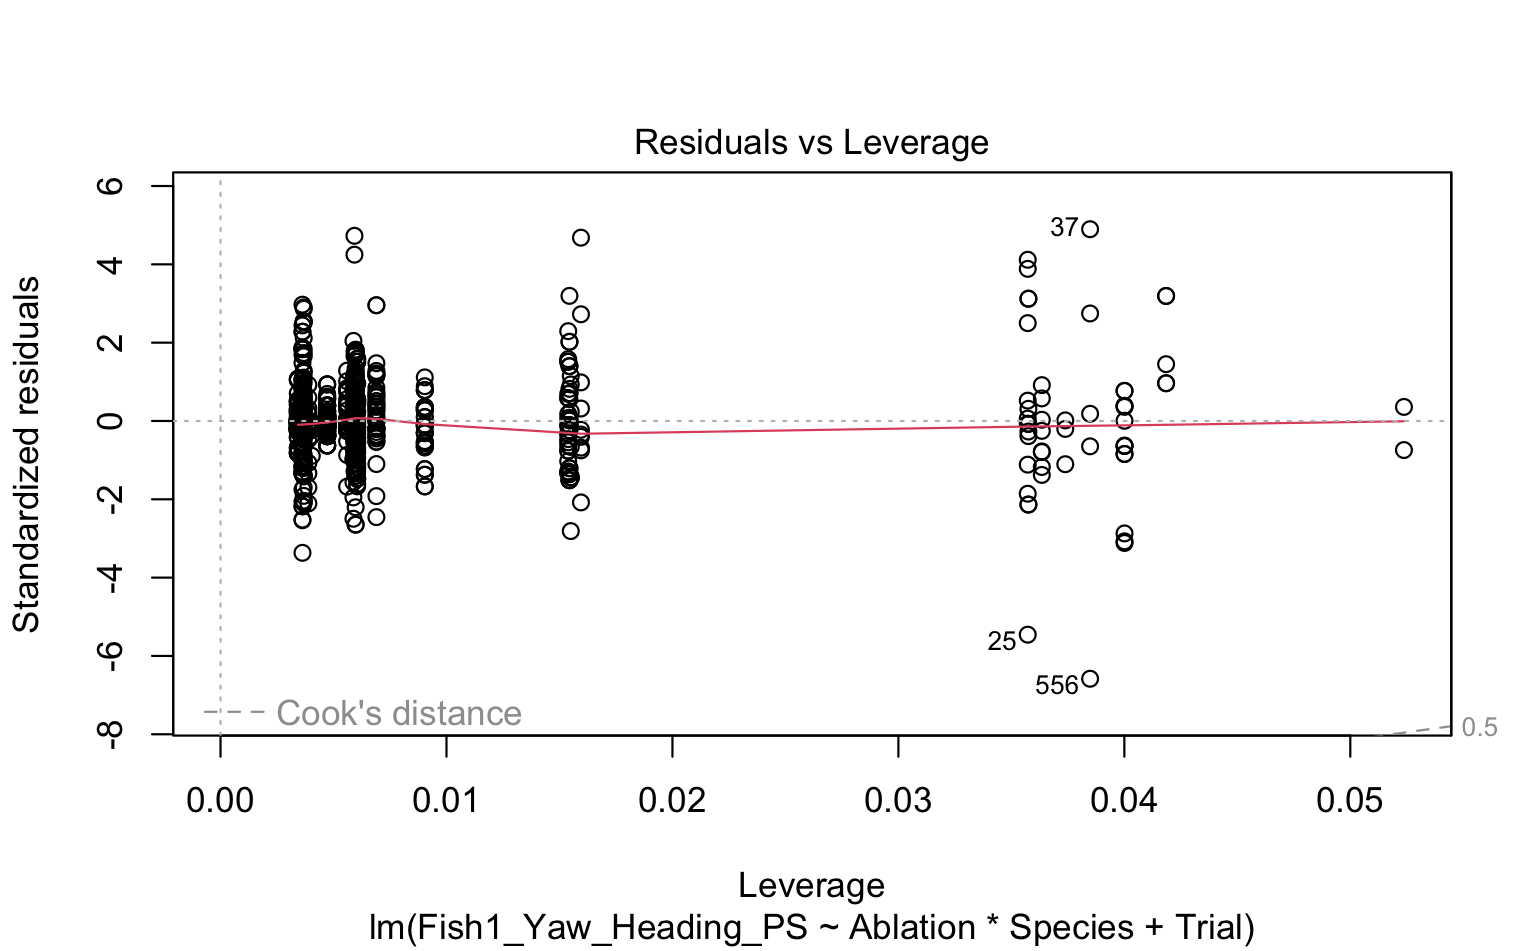 Residuals vs Leverage
Standardized residuals
6
4
2
0
-2
-4
-6
-8
37
25
556
Cook's distance
0.5
0.00 0.01 0.02 0.03 0.04 0.05
Leverage
lm(Fish1_Yaw_Heading_PS ~ Ablation * Species + Trial)